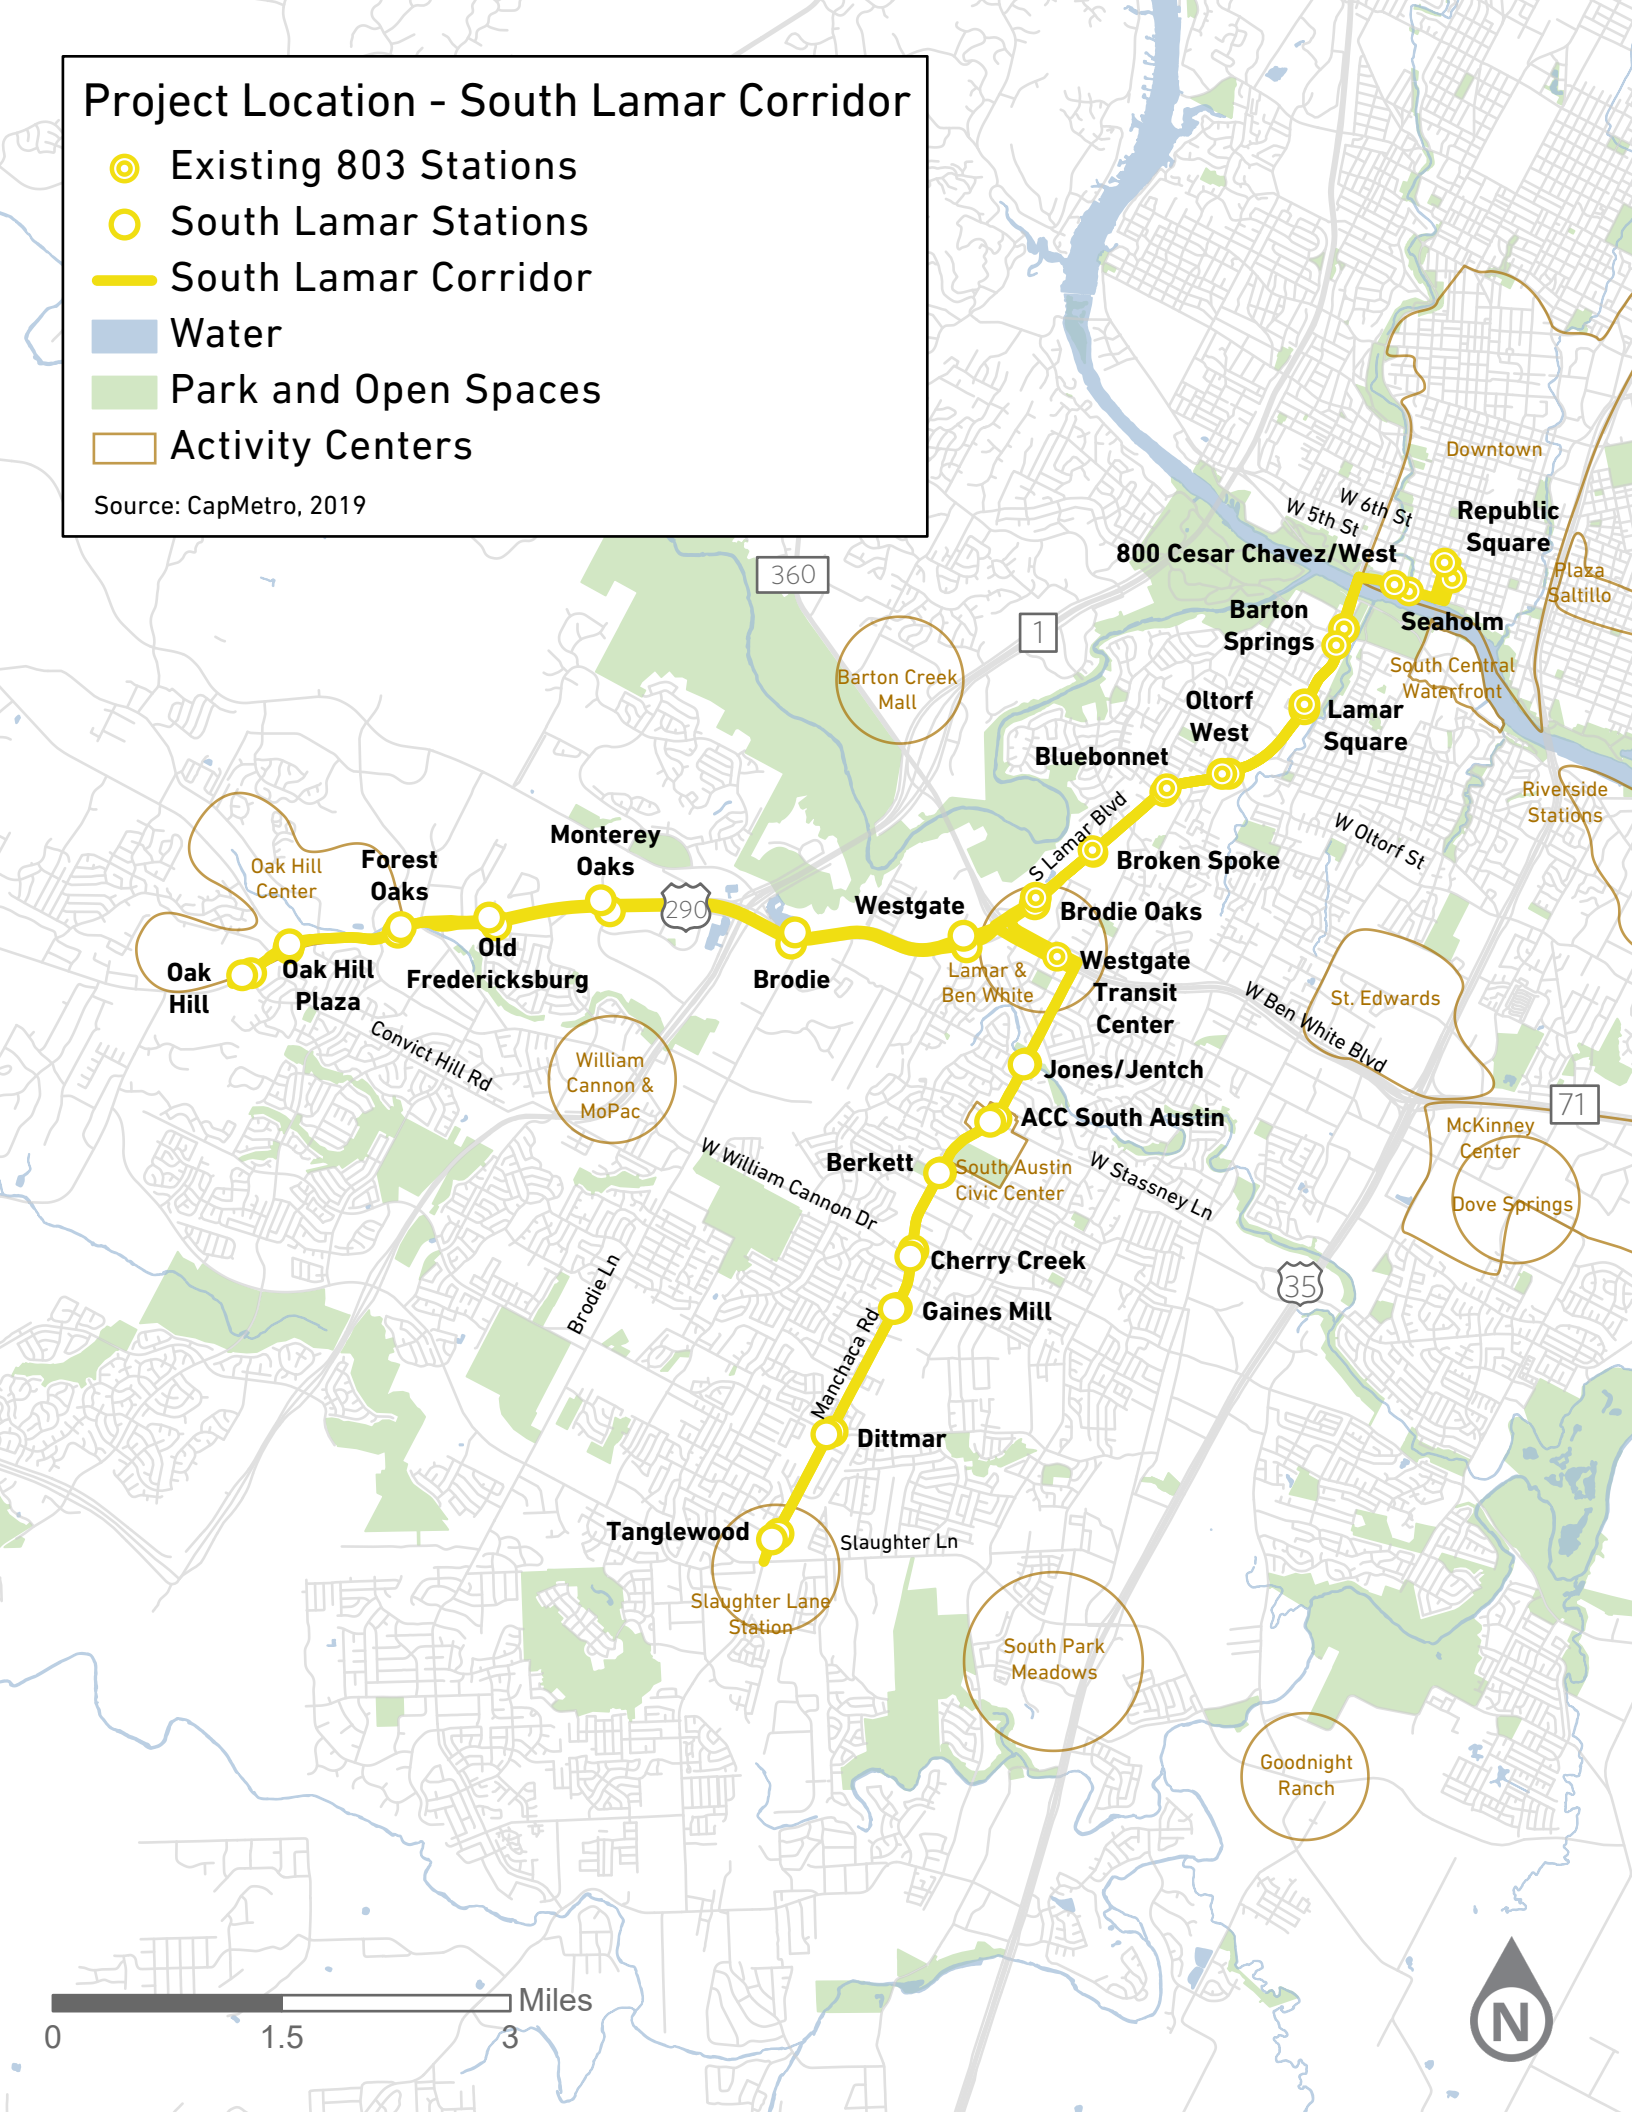 Project Location - South Lamar Corridor
Existing 803 Stations
South Lamar Stations
South Lamar Corridor
Water
Park and Open Spaces
Activity Centers
Source: CapMetro, 2019
Downtown
W 6th St
W 5th St
Republic
Square
800 Cesar Chavez/West
360
Plaza
Saltillo
Barton
Springs
Seaholm
1
South Central
Waterfront
Barton Creek
Mall
Oltorf
West
Lamar
Square
Bluebonnet
Riverside
Stations
S Lamar Blvd
W Oltorf St
Monterey
Oaks
Forest
Oaks
Oak Hill
Center
Broken Spoke
290
Westgate
Brodie Oaks
Old
Fredericksburg
Oak
Hill
Oak Hill
Plaza
Brodie
Lamar &
Ben White
Westgate
Transit
Center
W Ben White Blvd
St. Edwards
Convict Hill Rd
William
Cannon &
MoPac
Jones/Jentch
71
ACC South Austin
McKinney
Center
W William Cannon Dr
Berkett
South Austin
Civic Center
W Stassney Ln
Dove Springs
Cherry Creek
35
Brodie Ln
Gaines Mill
Manchaca Rd
Dittmar
Tanglewood
Slaughter Ln
Slaughter Lane
Station
South Park
Meadows
Goodnight
Ranch
Miles
0 1.5 3
N